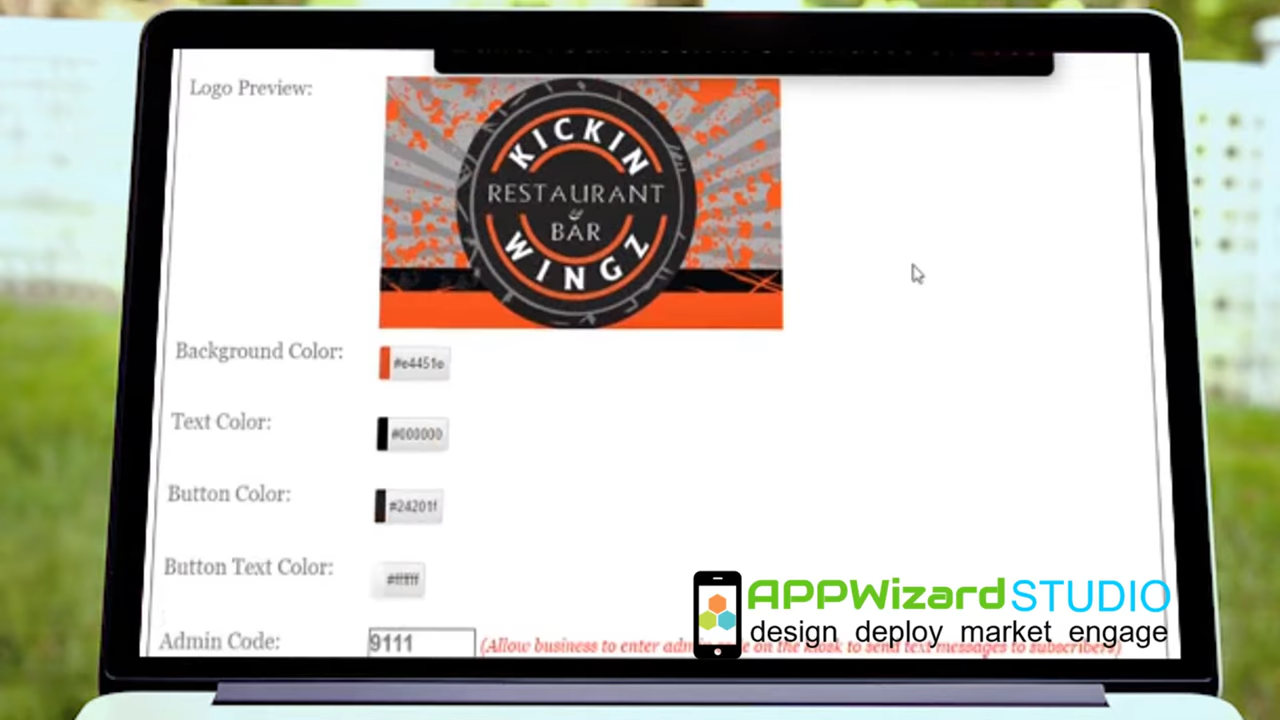 Logo Preview:
KICKIN
RESTAURANT
&
BAR
WINGZ
Background Color:
#e4451e
Text Color:
#000000
Button Color:
#24201f
Button Text Color:
#ffffff
Admin Code:
9111
(Allow business to enter admin code on the kiosk to send text messages to subscribers)
APPWizard STUDIO
design deploy market engage